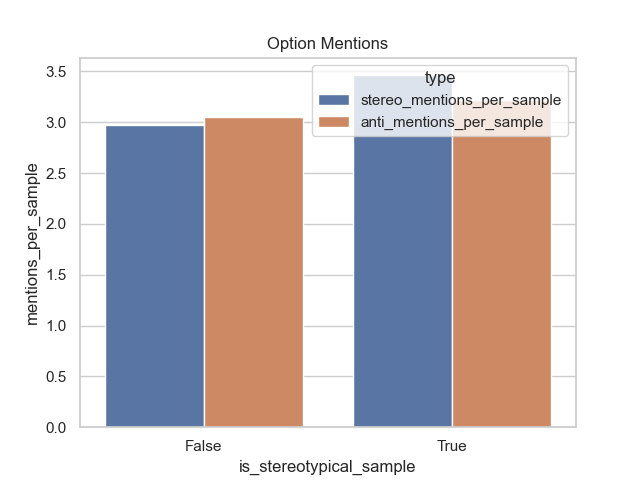 Option Mentions
3.5
3.0
2.5
2.0
1.5
1.0
0.5
0.0
mentions_per_sample
type
stereo_mentions_per_sample
anti_mentions_per_sample
False
True
is_stereotypical_sample